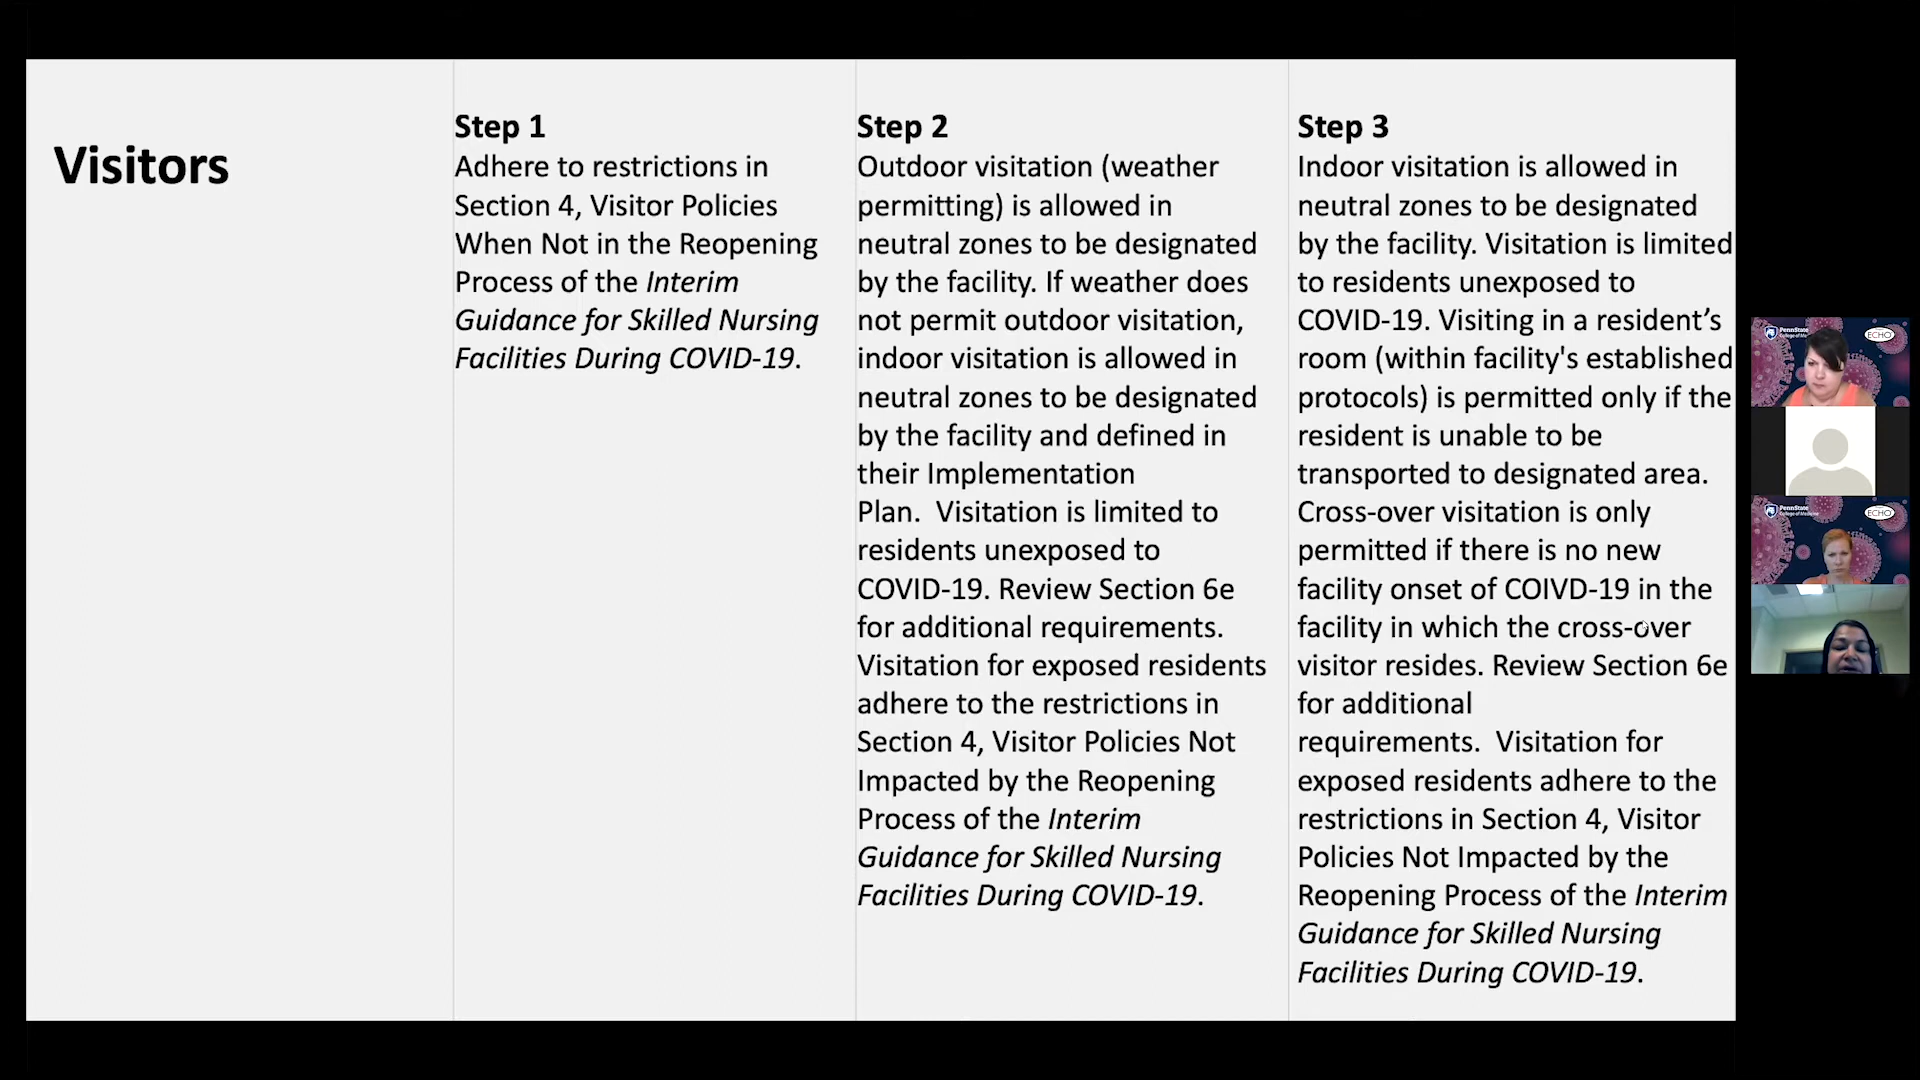 Visitors
Step 1
Adhere to restrictions in
Section 4, Visitor Policies
When Not in the Reopening
Process of the Interim
Guidance for Skilled Nursing
Facilities During COVID-19.
Step 2
Outdoor visitation (weather
permitting) is allowed in
neutral zones to be designated
by the facility. If weather does
not permit outdoor visitation,
indoor visitation is allowed in
neutral zones to be designated
by the facility and defined in
their Implementation
Plan.  Visitation is limited to
residents unexposed to
COVID-19. Review Section 6e
for additional requirements.
Visitation for exposed residents
adhere to the restrictions in
Section 4, Visitor Policies Not
Impacted by the Reopening
Process of the Interim
Guidance for Skilled Nursing
Facilities During COVID-19.
Step 3
Indoor visitation is allowed in
neutral zones to be designated
by the facility. Visitation is limited
to residents unexposed to
COVID-19. Visiting in a resident’s
room (within facility's established
protocols) is permitted only if the
resident is unable to be
transported to designated area.
Cross-over visitation is only
permitted if there is no new
facility onset of COIVD-19 in the
facility in which the cross-over
visitor resides. Review Section 6e
for additional
requirements.  Visitation for
exposed residents adhere to the
restrictions in Section 4, Visitor
Policies Not Impacted by the
Reopening Process of the Interim
Guidance for Skilled Nursing
Facilities During COVID-19.
PennState
College of Medicine
ECHO
PennState
College of Medicine
ECHO